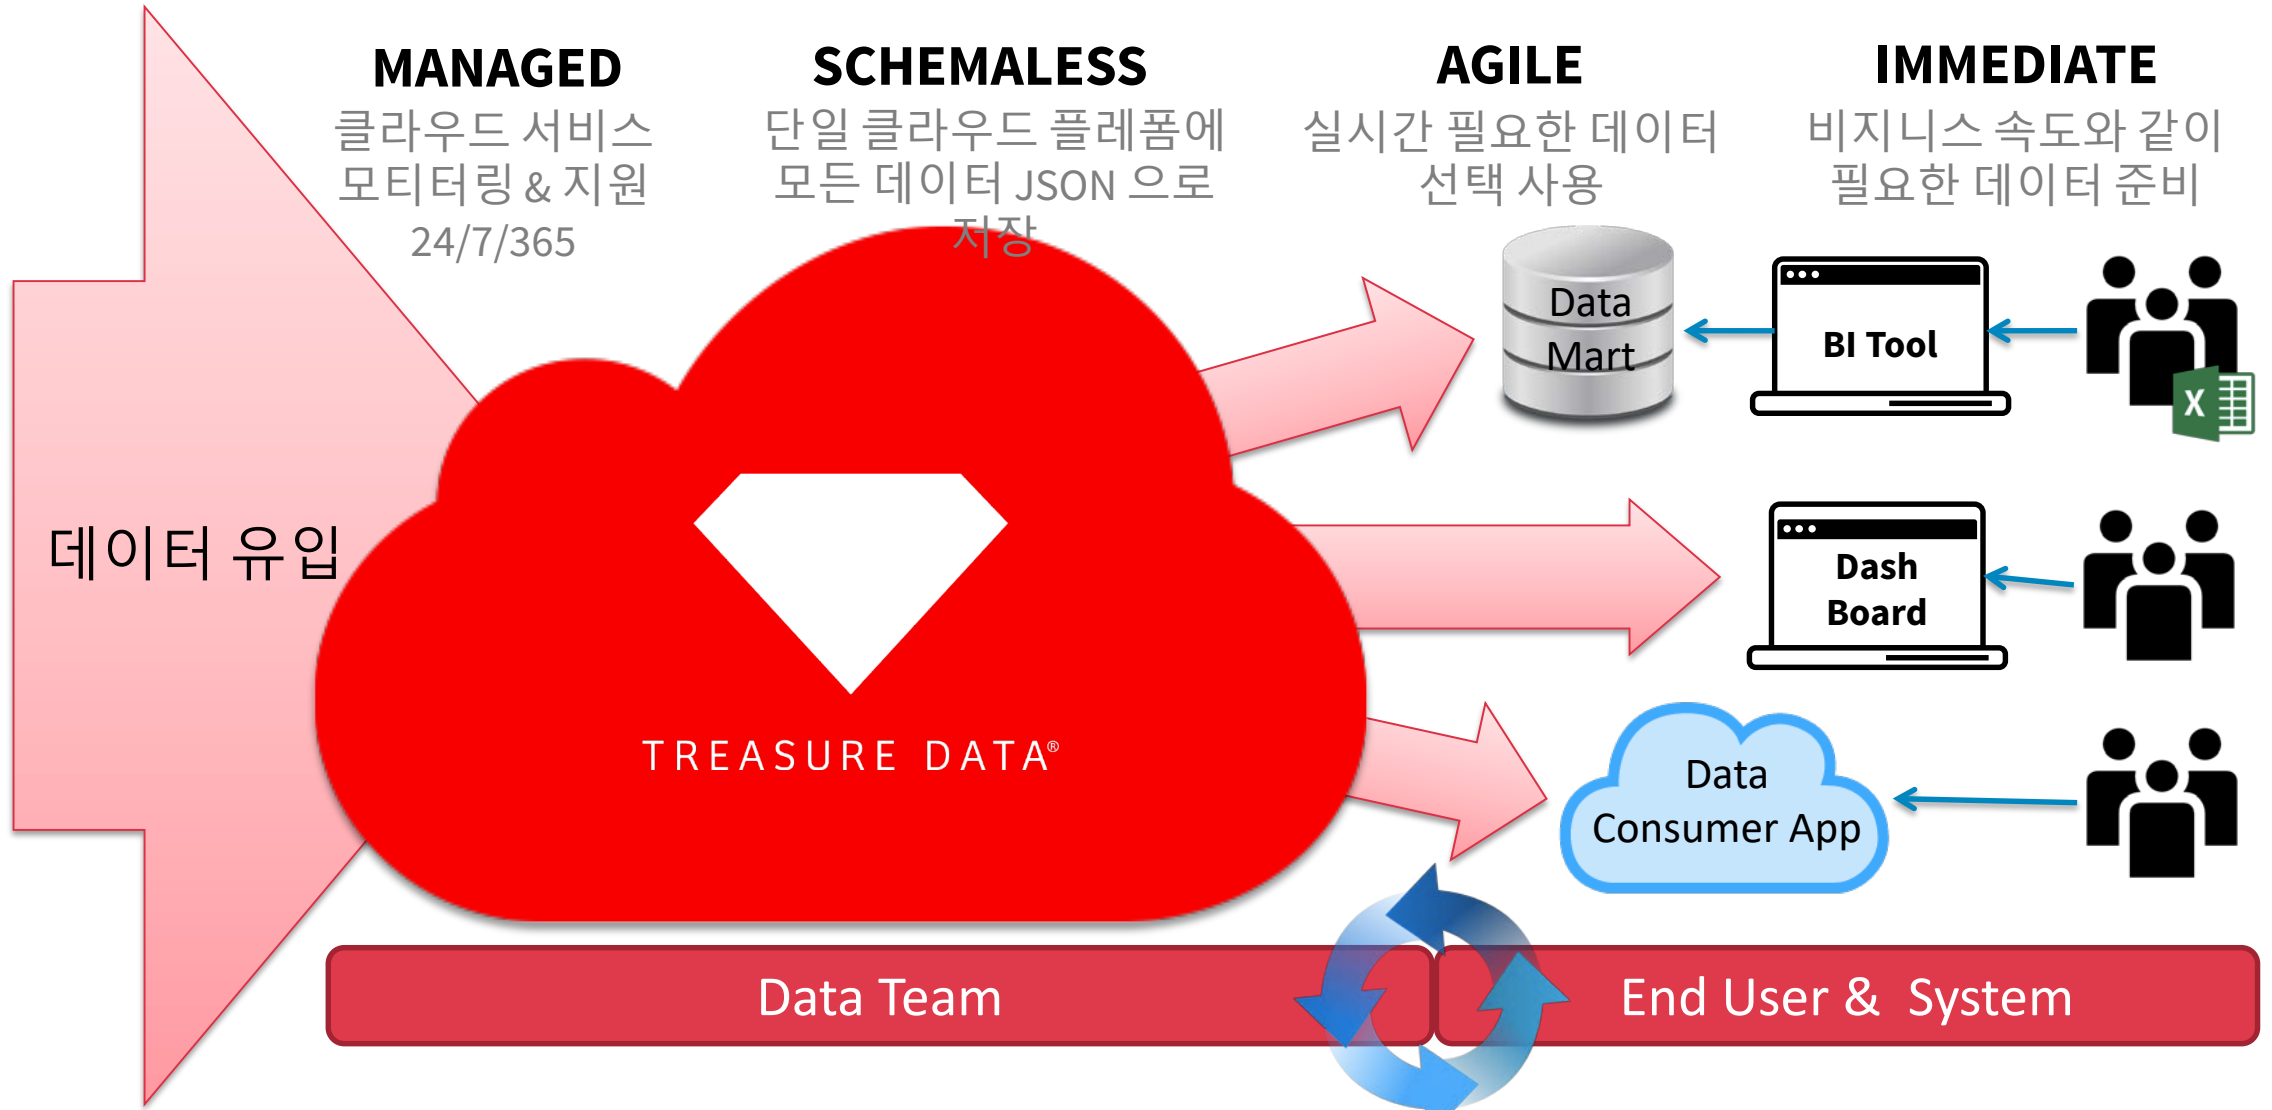 MANAGED
클라우드 서비스
모티터링 & 지원
24/7/365
SCHEMALESS
단일 클라우드 플레폼에
모든 데이터 JSON 으로
저장
AGILE
실시간 필요한 데이터
선택 사용
IMMEDIATE
비지니스 속도와 같이
필요한 데이터 준비
데이터 유입
TREASURE DATA®
Data
Mart
BI Tool
X
Dash
Board
Data
Consumer App
Data Team
End User & System